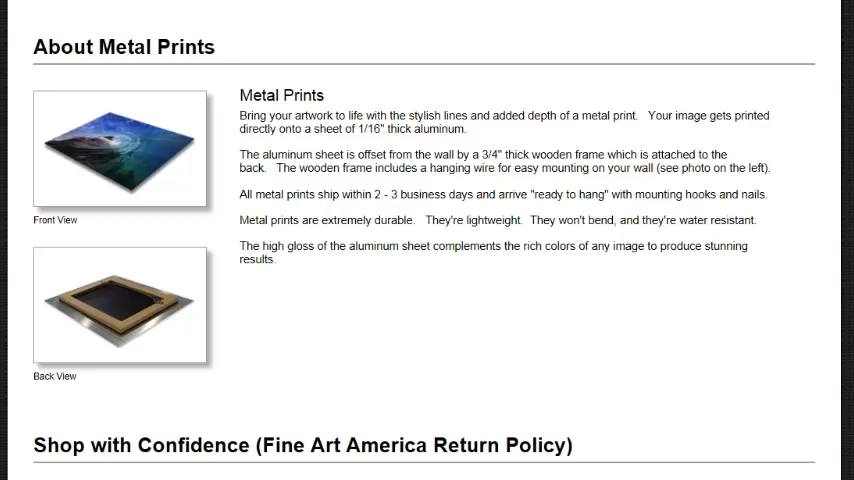 About Metal Prints
Metal Prints
Bring your artwork to life with the stylish lines and added depth of a metal print.   Your image gets printed
directly onto a sheet of 1/16" thick aluminum.
The aluminum sheet is offset from the wall by a 3/4" thick wooden frame which is attached to the
back.   The wooden frame includes a hanging wire for easy mounting on your wall (see photo on the left).
All metal prints ship within 2 - 3 business days and arrive "ready to hang" with mounting hooks and nails.
Metal prints are extremely durable.   They're lightweight.  They won't bend, and they're water resistant.
The high gloss of the aluminum sheet complements the rich colors of any image to produce stunning
results.
Front View
Back View
Shop with Confidence (Fine Art America Return Policy)